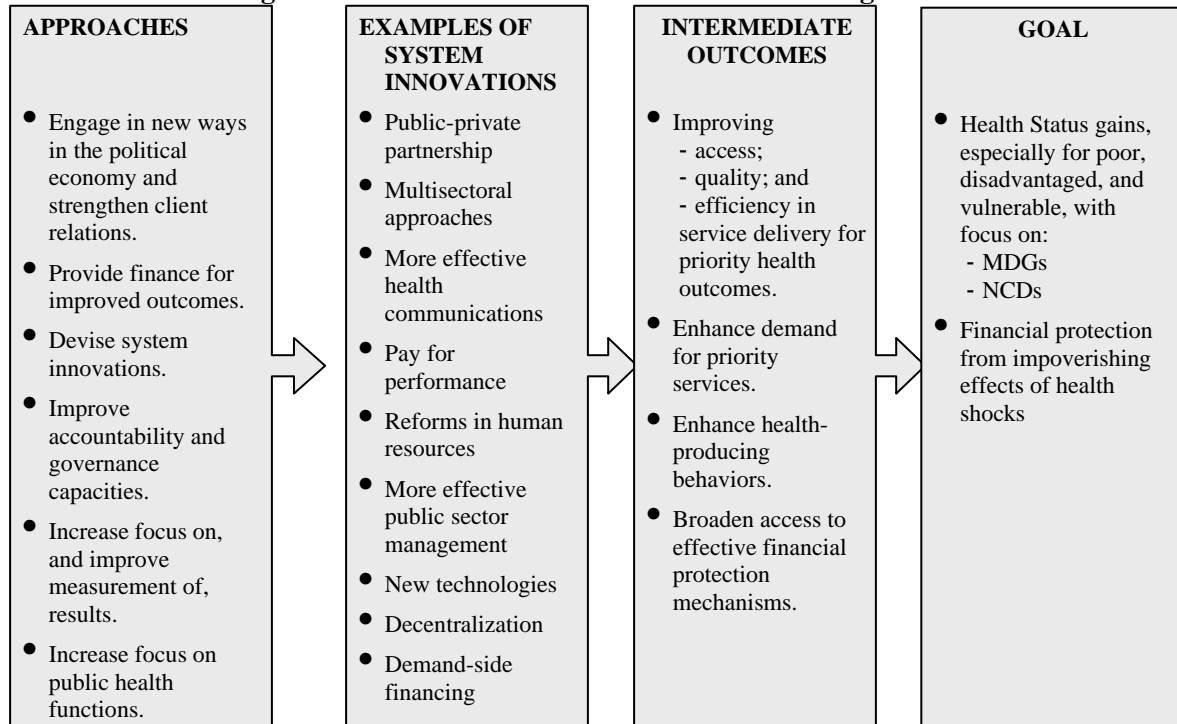 APPROACHES
• Engage in new ways
in the political
economy and
strengthen client
relations.
• Provide finance for
improved outcomes.
• Devise system
innovations.
• Improve
accountability and
governance
capacities.
• Increase focus on,
and improve
measurement of,
results.
• Increase focus on
public health
functions.
EXAMPLES OF
SYSTEM
INNOVATIONS
• Public-private
partnership
• Multisectoral
approaches
• More effective
health
communications
• Pay for
performance
• Reforms in human
resources
• More effective
public sector
management
• New technologies
• Decentralization
• Demand-side
financing
INTERMEDIATE
OUTCOMES
• Improving
- access;
- quality; and
- efficiency in
service delivery for
priority health
outcomes.
• Enhance demand
for priority
services.
• Enhance health-
producing
behaviors.
• Broaden access to
effective financial
protection
mechanisms.
GOAL
• Health Status gains,
especially for poor,
disadvantaged, and
vulnerable, with
focus on:
- MDGs
- NCDs
• Financial protection
from impoverishing
effects of health
shocks